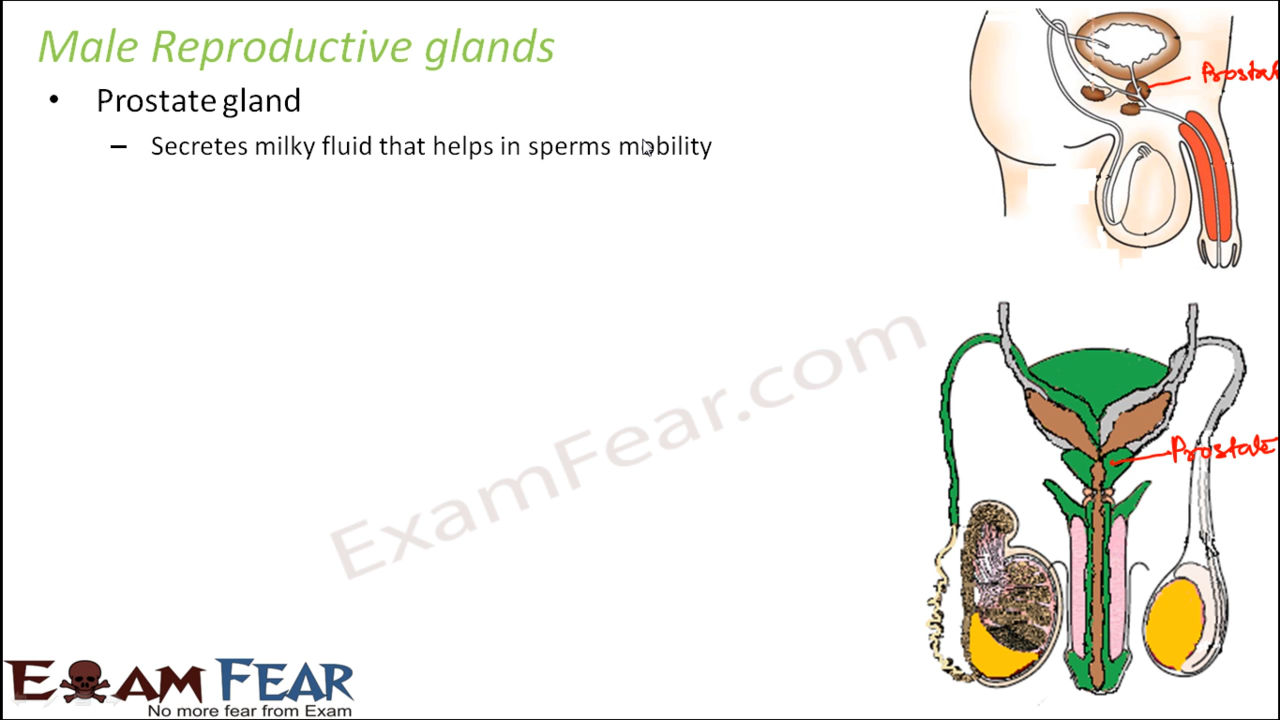 Male Reproductive glands
• Prostate gland
– Secretes milky fluid that helps in sperms mobility
Prostat
Prostate
ExamFear.com
EXAM FEAR
No more fear from Exam